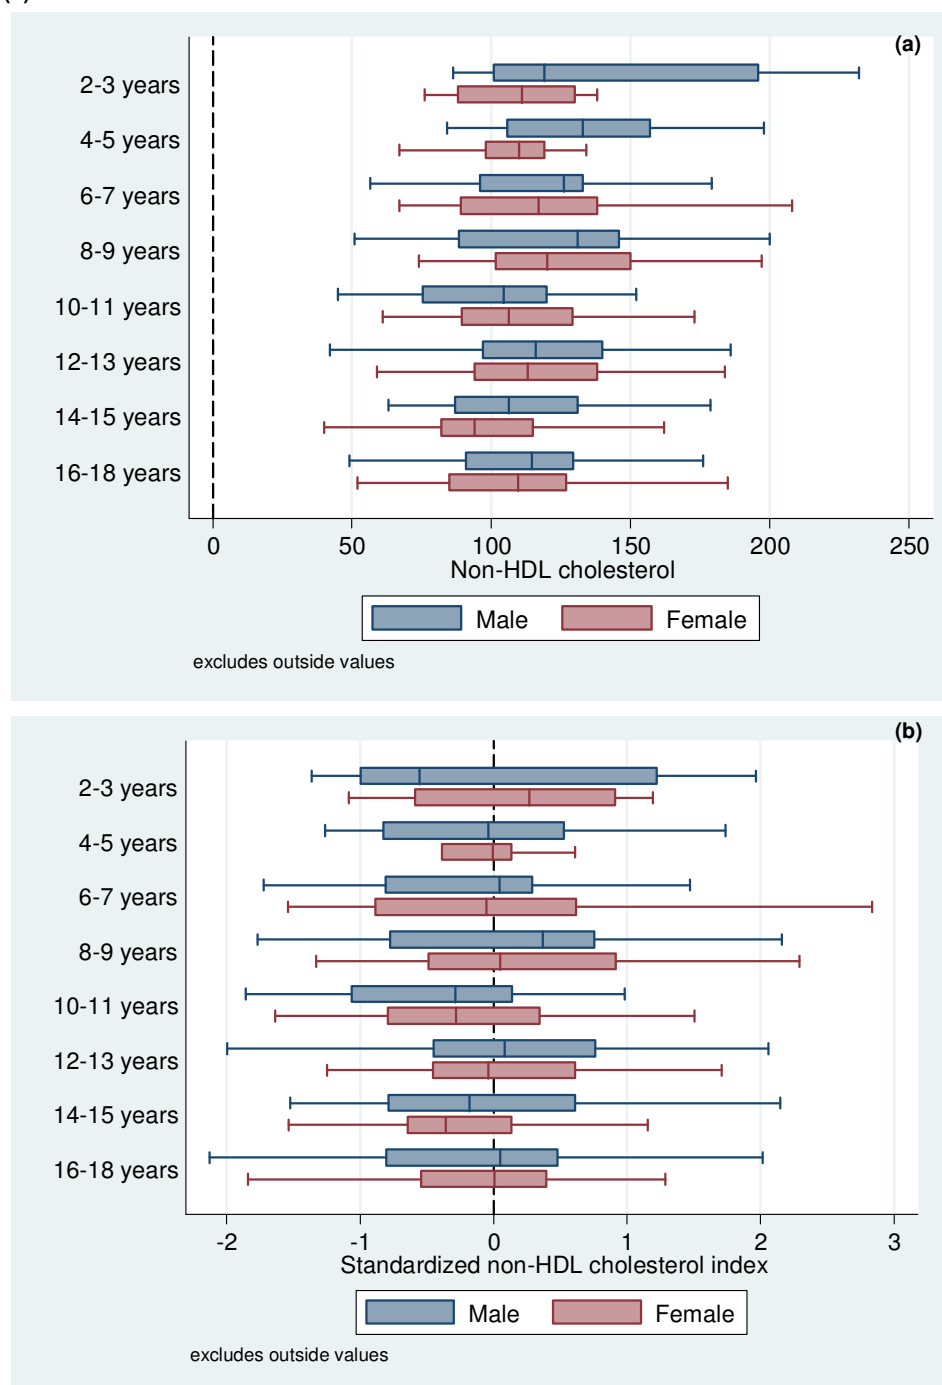 (a)
2-3 years
4-5 years
6-7 years
8-9 years
10-11 years
12-13 years
14-15 years
16-18 years
0 50 100 150 200 250
Non-HDL cholesterol
Male Female
excludes outside values
(b)
2-3 years
4-5 years
6-7 years
8-9 years
10-11 years
12-13 years
14-15 years
16-18 years
-2 -1 0 1 2 3
Standardized non-HDL cholesterol index
Male Female
excludes outside values